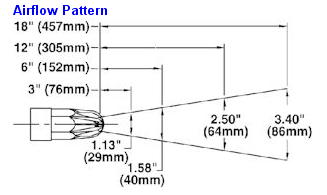 Airflow Pattern
18" (457mm)
12" (305mm)
6" (152mm)
3" (76mm)
1.13"
(29mm)
1.58"
(40mm)
2.50"
(64mm)
3.40"
(86mm)